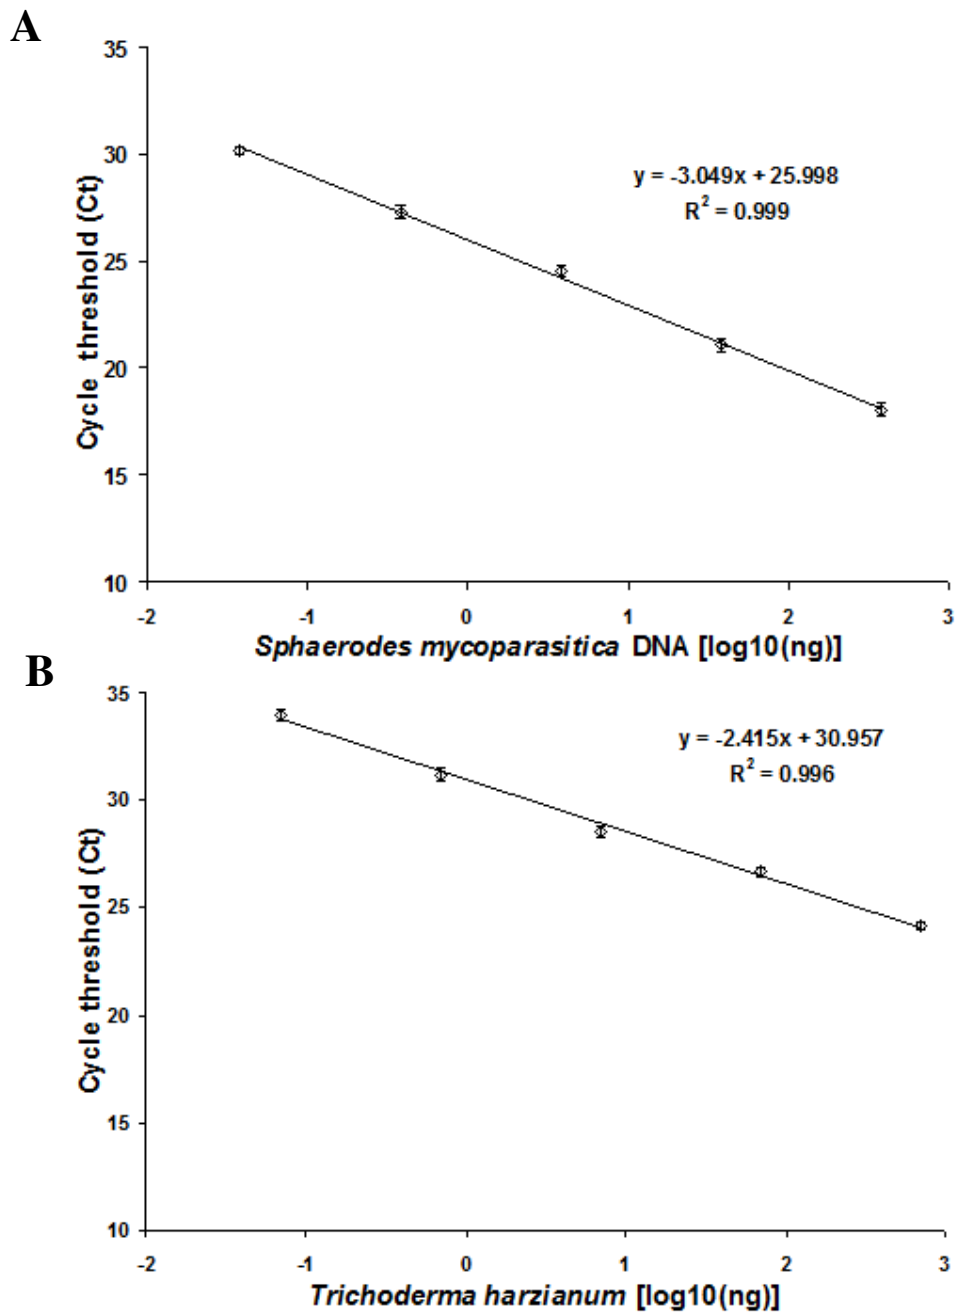 A
35
30
25
20
15
10
Cycle threshold (Ct)
y = -3.049x + 25.998
R² = 0.999
-2 -1 0 1 2 3
Sphaerodes mycoparasitica DNA [log10(ng)]
B
35
30
25
20
15
10
Cycle threshold (Ct)
y = -2.415x + 30.957
R² = 0.996
-2 -1 0 1 2 3
Trichoderma harzianum [log10(ng)]